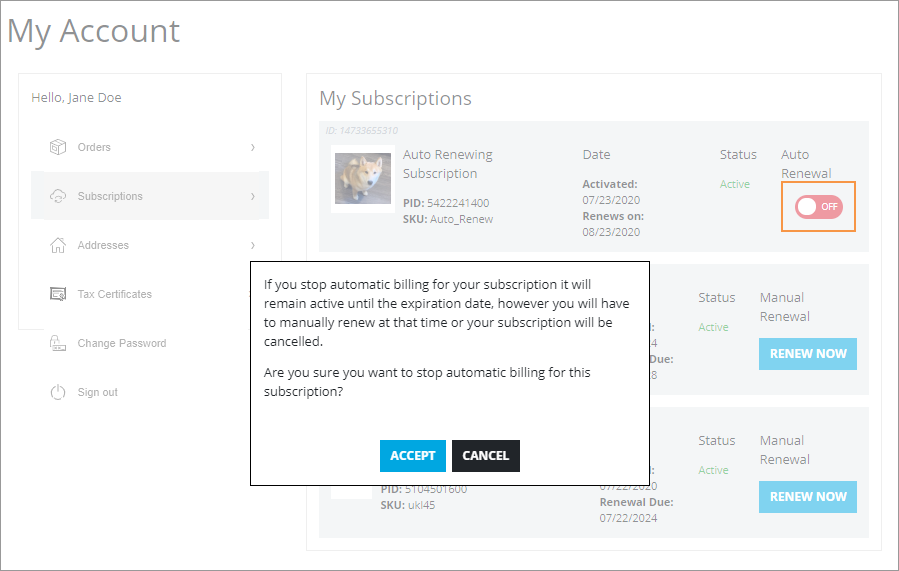 My Account
Hello, Jane Doe
Orders
Subscriptions
Addresses
Tax Certificates
Change Password
Sign out
My Subscriptions
ID: 14733655310
Auto Renewing
Subscription
PID: 5422241400
SKU: Auto_Renew
Date
Activated:
07/23/2020
Renews on:
08/23/2020
Status
Active
Auto
Renewal
OFF
Status
Active
Manual
Renewal
RENEW NOW
Due:
If you stop automatic billing for your subscription it will
remain active until the expiration date, however you will have
to manually renew at that time or your subscription will be
cancelled.
Are you sure you want to stop automatic billing for this
subscription?
ACCEPT
CANCEL
PID: 5104501600
SKU: ukl45
07/22/2020
Renewal Due:
07/22/2024
Status
Active
Manual
Renewal
RENEW NOW